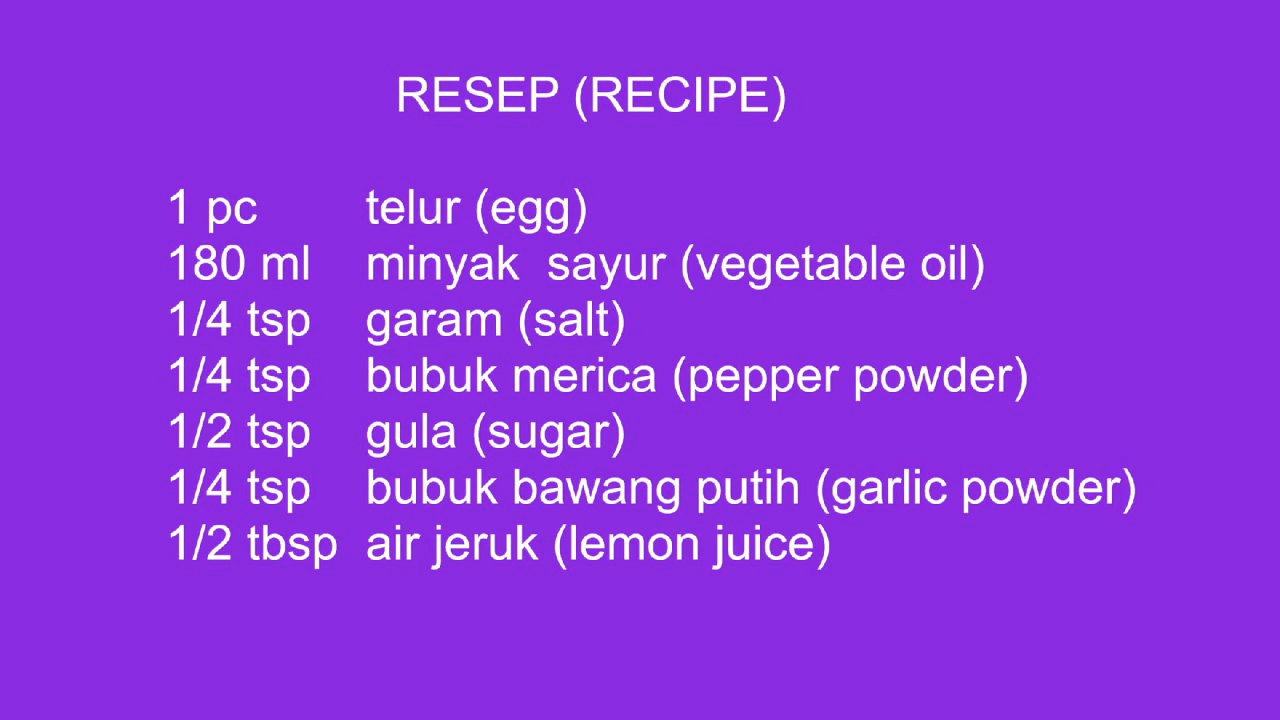 RESEP (RECIPE)
1 pc telur (egg)
180 ml minyak sayur (vegetable oil)
1/4 tsp garam (salt)
1/4 tsp bubuk merica (pepper powder)
1/2 tsp gula (sugar)
1/4 tsp bubuk bawang putih (garlic powder)
1/2 tbsp air jeruk (lemon juice)